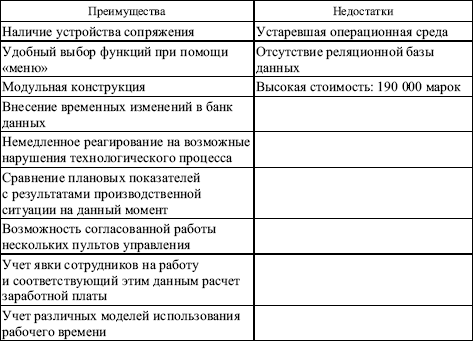 Преимущества Недостатки
Наличие устройства сопряжения Устаревшая операционная среда
Удобный выбор функций при помощи Отсутствие реляционной базы
«меню» данных
Модульная конструкция Высокая стоимость: 190 000 марок
Внесение временных изменений в банк
данных
Немедленное реагирование на возможные
нарушения технологического процесса
Сравнение плановых показателей
с результатами производственной
ситуации на данный момент
Возможность согласованной работы
нескольких пультов управления
Учет явки сотрудников на работу
и соответствующий этим данным расчет
заработной платы
Учет различных моделей использования
рабочего времени